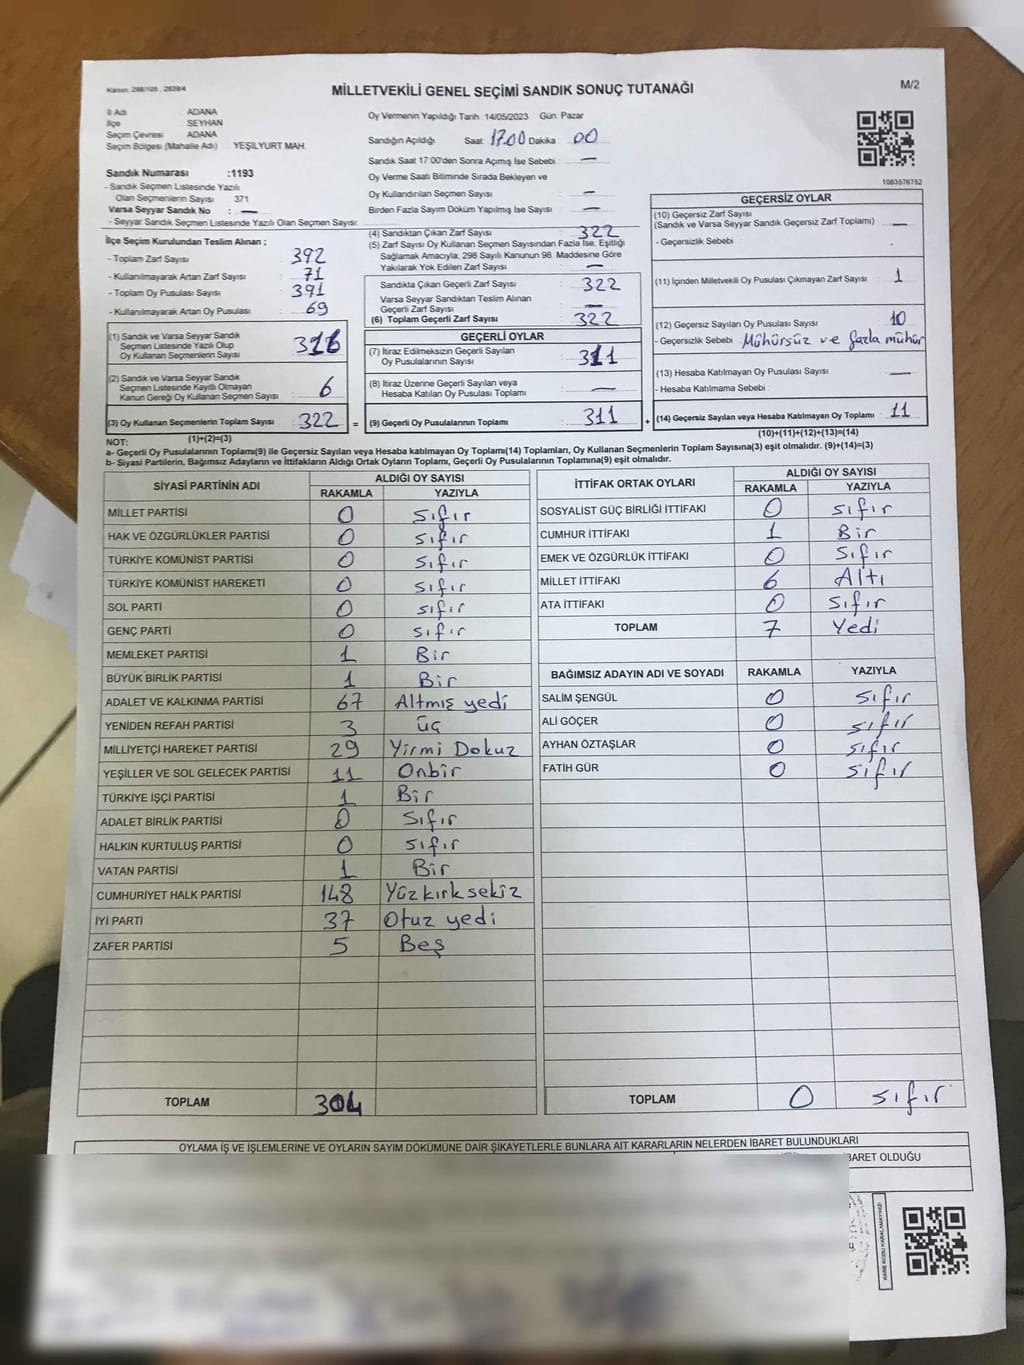 Kanun: 298/105 , 2839/4
MİLLETVEKİLİ GENEL SEÇİMİ SANDIK SONUÇ TUTANAĞI
M/2
İl Adı ADANA
İlçe SEYHAN
Seçim Çevresi ADANA
Seçim Bölgesi (Mahalle Adı) YEŞİLYURT MAH.
Sandık Numarası :1193
- Sandık Seçmen Listesinde Yazılı
Olan Seçmenlerin Sayısı 371
Varsa Seyyar Sandık No : —
- Seyyar Sandık Seçmen Listesinde Yazılı Olan Seçmen Sayısı:
İlçe Seçim Kurulundan Teslim Alınan ;
- Toplam Zarf Sayısı : 392
- Kullanılmayarak Artan Zarf Sayısı : 71
- Toplam Oy Pusulası Sayısı : 391
- Kullanılmayarak Artan Oy Pusulası : 69
(1) Sandık ve Varsa Seyyar Sandık
Seçmen Listesinde Yazılı Olup
Oy Kullanan Seçmenlerin Sayısı : 316
(2) Sandık ve Varsa Seyyar Sandık
Seçmen Listesinde Kayıtlı Olmayan
Kanun Gereği Oy Kullanan Seçmen Sayısı : 6
(3) Oy Kullanan Seçmenlerin Toplam Sayısı : 322 =
(1)+(2)=(3)
Oy Vermenin Yapıldığı Tarih :14/05/2023 Gün: Pazar
Sandığın Açıldığı Saat 17.00 Dakika 00
Sandık Saat 17:00'den Sonra Açılmış İse Sebebi : —
Oy Verme Saati Bitiminde Sırada Bekleyen ve
Oy Kullandırılan Seçmen Sayısı : —
Birden Fazla Sayım Döküm Yapılmış İse Sayısı : —
(4) Sandıktan Çıkan Zarf Sayısı : 322
(5) Zarf Sayısı Oy Kullanan Seçmen Sayısından Fazla İse, Eşitliği
Sağlamak Amacıyla; 298 Sayılı Kanunun 98. Maddesine Göre
Yakılarak Yok Edilen Zarf Sayısı : —
Sandıkta Çıkan Geçerli Zarf Sayısı : 322
Varsa Seyyar Sandıktan Teslim Alınan
Geçerli Zarf Sayısı : —
(6) Toplam Geçerli Zarf Sayısı : 322
GEÇERLİ OYLAR
(7) İtiraz Edilmeksizin Geçerli Sayılan
Oy Pusulalarının Sayısı : 311
(8) İtiraz Üzerine Geçerli Sayılan veya
Hesaba Katılan Oy Pusulası Toplamı : —
(9) Geçerli Oy Pusulalarının Toplamı : 311 +
1083576752
GEÇERSİZ OYLAR
(10) Geçersiz Zarf Sayısı
(Sandık ve Varsa Seyyar Sandık Geçersiz Zarf Toplamı) : —
- Geçersizlik Sebebi
(11) İçinden Milletvekili Oy Pusulası Çıkmayan Zarf Sayısı : 1
(12) Geçersiz Sayılan Oy Pusulası Sayısı : 10
- Geçersizlik Sebebi : Mühürsüz ve fazla mühür
(13) Hesaba Katılmayan Oy Pusulası Sayısı : —
- Hesaba Katılmama Sebebi :
(14) Geçersiz Sayılan veya Hesaba Katılmayan Oy Toplamı : 11
(10)+(11)+(12)+(13)=(14)
NOT:
a- Geçerli Oy Pusulalarının Toplamı(9) ile Geçersiz Sayılan veya Hesaba katılmayan Oy Toplamı(14) Toplamları, Oy Kullanan Seçmenlerin Toplam Sayısına(3) eşit olmalıdır. (9)+(14)=(3)
b- Siyasi Partilerin, Bağımsız Adayların ve İttifakların Aldığı Ortak Oyların Toplamı, Geçerli Oy Pusulalarının Toplamına(9) eşit olmalıdır.
SİYASİ PARTİNİN ADI ALDIĞI OY SAYISI
RAKAMLA YAZIYLA
MİLLET PARTİSİ 0 sıfır
HAK VE ÖZGÜRLÜKLER PARTİSİ 0 sıfır
TÜRKİYE KOMÜNİST PARTİSİ 0 sıfır
TÜRKİYE KOMÜNİST HAREKETİ 0 sıfır
SOL PARTİ 0 sıfır
GENÇ PARTİ 0 sıfır
MEMLEKET PARTİSİ 1 Bir
BÜYÜK BİRLİK PARTİSİ 1 Bir
ADALET VE KALKINMA PARTİSİ 67 Altmış yedi
YENİDEN REFAH PARTİSİ 3 üç
MİLLİYETÇİ HAREKET PARTİSİ 29 Yirmi Dokuz
YEŞİLLER VE SOL GELECEK PARTİSİ 11 Onbir
TÜRKİYE İŞÇİ PARTİSİ 1 Bir
ADALET BİRLİK PARTİSİ 0 sıfır
HALKIN KURTULUŞ PARTİSİ 0 sıfır
VATAN PARTİSİ 1 Bir
CUMHURİYET HALK PARTİSİ 148 Yüz kırk sekiz
İYİ PARTİ 37 Otuz yedi
ZAFER PARTİSİ 5 Beş
TOPLAM 304
İTTİFAK ORTAK OYLARI ALDIĞI OY SAYISI
RAKAMLA YAZIYLA
SOSYALİST GÜÇ BİRLİĞİ İTTİFAKI 0 sıfır
CUMHUR İTTİFAKI 1 Bir
EMEK VE ÖZGÜRLÜK İTTİFAKI 0 sıfır
MİLLET İTTİFAKI 6 Altı
ATA İTTİFAKI 0 sıfır
TOPLAM 7 Yedi
BAĞIMSIZ ADAYIN ADI VE SOYADI RAKAMLA YAZIYLA
SALİM ŞENGÜL 0 sıfır
ALİ GÖÇER 0 sıfır
AYHAN ÖZTAŞLAR 0 sıfır
FATİH GÜR 0 sıfır
TOPLAM 0 sıfır
OYLAMA İŞ VE İŞLEMLERİNE VE OYLARIN SAYIM DÖKÜMÜNE DAİR ŞİKAYETLERLE BUNLARA AİT KARARLARIN NELERDEN İBARET BULUNDUKLARI
İBARET OLDUĞU
KARE KODU KARALAMAYINIZ!